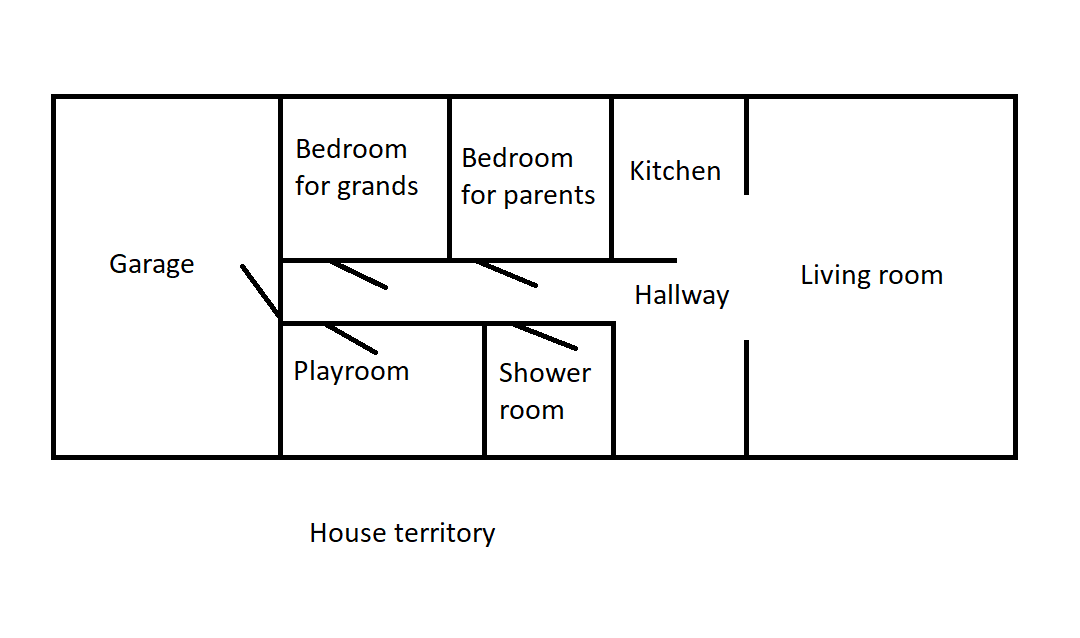 Bedroom
for grands
Bedroom
for parents
Kitchen
Garage
Hallway
Living room
Playroom
Shower
room
House territory